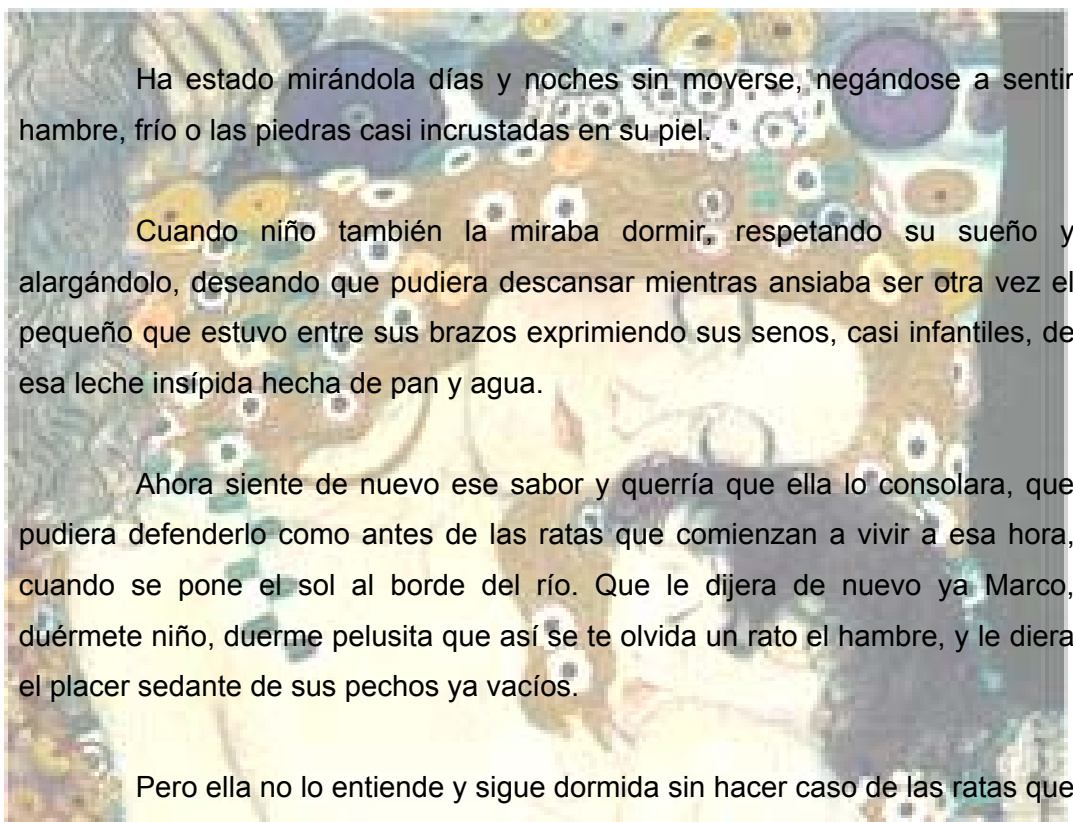 Ha estado mirándola días y noches sin moverse, negándose a sentir
hambre, frío o las piedras casi incrustadas en su piel.
Cuando niño también la miraba dormir, respetando su sueño y
alargándolo, deseando que pudiera descansar mientras ansiaba ser otra vez el
pequeño que estuvo entre sus brazos exprimiendo sus senos, casi infantiles, de
esa leche insípida hecha de pan y agua.
Ahora siente de nuevo ese sabor y querría que ella lo consolara, que
pudiera defenderlo como antes de las ratas que comienzan a vivir a esa hora,
cuando se pone el sol al borde del río. Que le dijera de nuevo ya Marco,
duérmete niño, duerme pelusita que así se te olvida un rato el hambre, y le diera
el placer sedante de sus pechos ya vacíos.
Pero ella no lo entiende y sigue dormida sin hacer caso de las ratas que